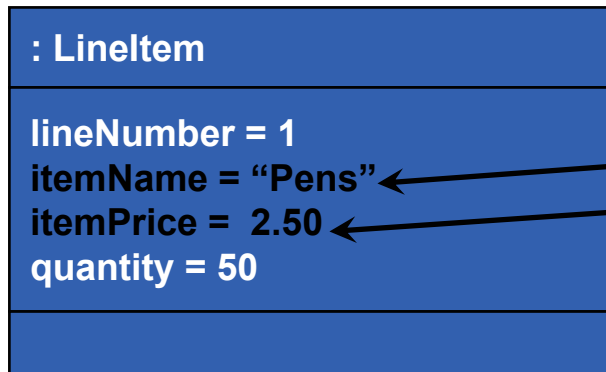 : LineItem
lineNumber = 1
itemName = “Pens”
itemPrice =  2.50
quantity = 50